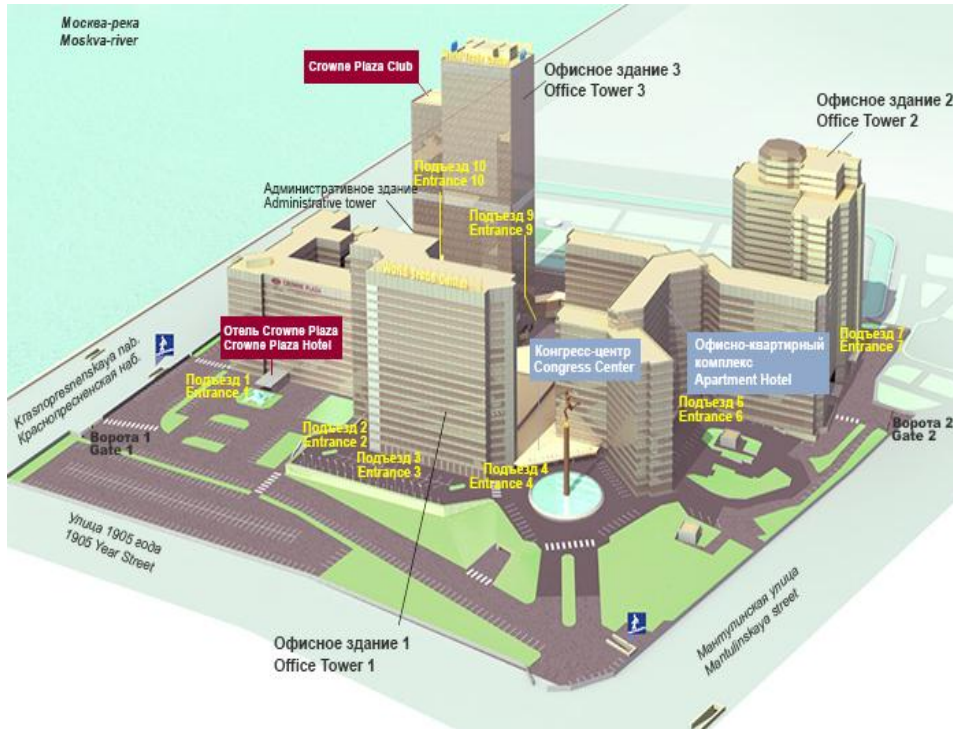 Москва-река
Moskva-river
Crowne Plaza Club
Офисное здание 3
Office Tower 3
Офисное здание 2
Office Tower 2
Подъезд 10
Entrance 10
Административное здание
Administrative tower
Подъезд 9
Entrance 9
World Trade Center
CROWNE PLAZA
Отель Crowne Plaza
Crowne Plaza Hotel
Конгресс-центр
Congress Center
Офисно-квартирный
комплекс
Apartment Hotel
Подъезд 7
Entrance 7
Krasnopresnenskaya nab.
Краснопресненская наб.
Подъезд 1
Entrance 1
Подъезд 6
Entrance 6
Ворота 1
Gate 1
Подъезд 2
Entrance 2
Ворота 2
Gate 2
Подъезд 3
Entrance 3
Подъезд 4
Entrance 4
Улица 1905 года
1905 Year Street
Мантулинская улица
Mantulinskaya street
Офисное здание 1
Office Tower 1